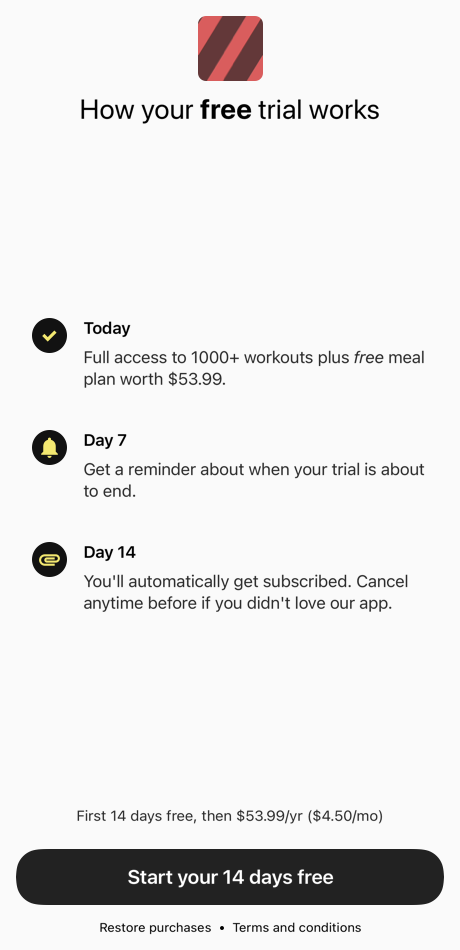 How your free trial works
Today
Full access to 1000+ workouts plus free meal
plan worth $53.99.
Day 7
Get a reminder about when your trial is about
to end.
Day 14
You'll automatically get subscribed. Cancel
anytime before if you didn't love our app.
First 14 days free, then $53.99/yr ($4.50/mo)
Start your 14 days free
Restore purchases • Terms and conditions